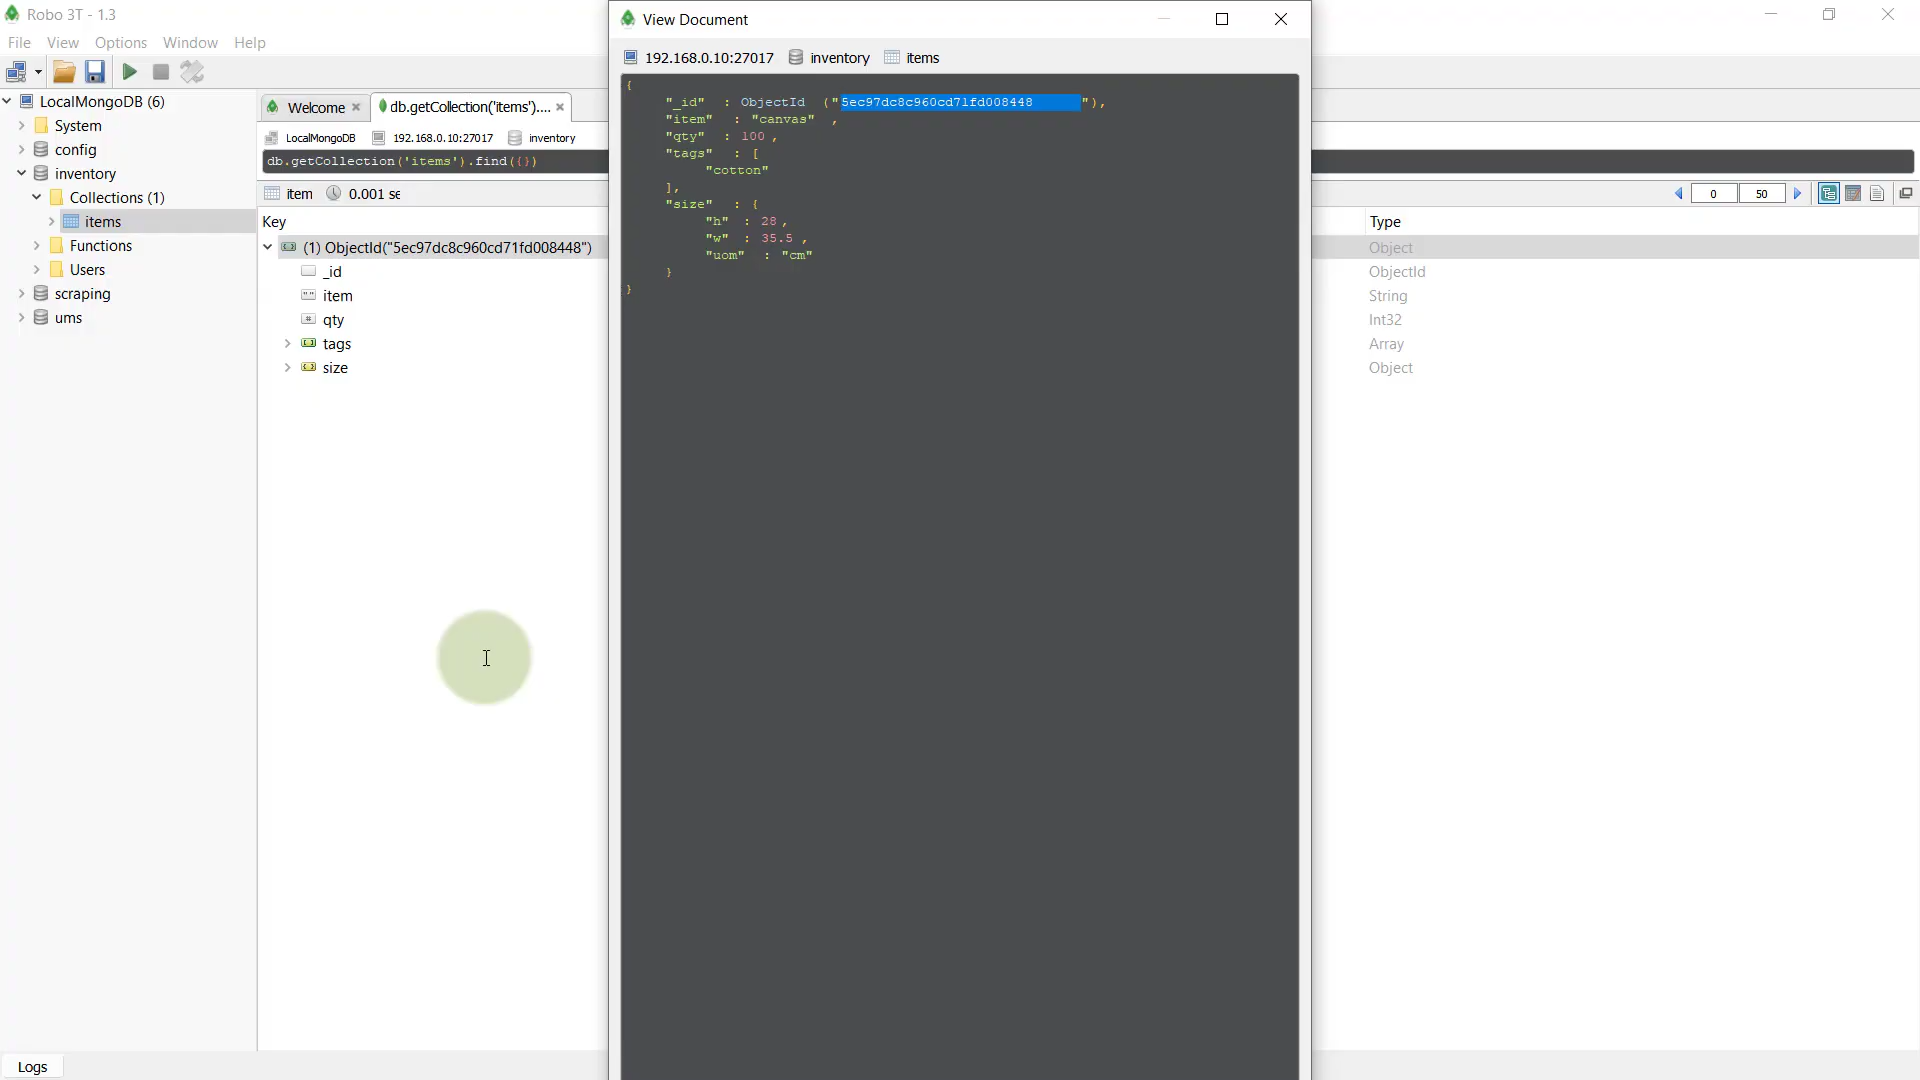 Robo 3T - 1.3
File View Options Window Help
LocalMongoDB (6)
System
config
inventory
Collections (1)
items
Functions
Users
scraping
ums
Logs
Welcome
db.getCollection('items')....
LocalMongoDB 192.168.0.10:27017 inventory
db.getCollection('items').find({})
item 0.001 se
0 50
Key
Type
(1) ObjectId("5ec97dc8c960cd71fd008448")
Object
_id
ObjectId
item
String
qty
Int32
tags
Array
size
Object
View Document
192.168.0.10:27017 inventory items
{
"_id" : ObjectId ("5ec97dc8c960cd71fd008448"),
"item" : "canvas" ,
"qty" : 100 ,
"tags" : [
"cotton"
],
"size" : {
"h" : 28 ,
"w" : 35.5 ,
"uom" : "cm"
}
}